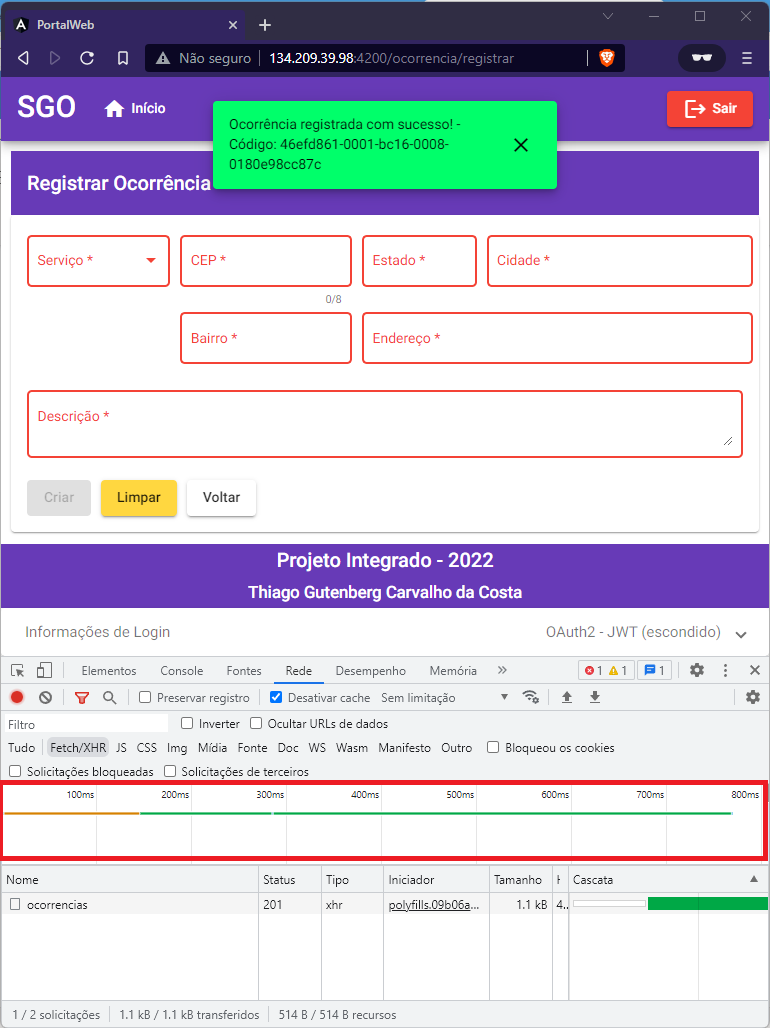 PortalWeb
Não seguro
134.209.39.98:4200/ocorrencia/registrar
SGO
Início
Sair
Ocorrência registrada com sucesso! -
Código: 46efd861-0001-bc16-0008-
0180e98cc87c
Registrar Ocorrência
Serviço *
CEP *
Estado *
Cidade *
0/8
Bairro *
Endereço *
Descrição *
Criar
Limpar
Voltar
Projeto Integrado - 2022
Thiago Gutenberg Carvalho da Costa
Informações de Login
OAuth2 - JWT (escondido)
Elementos Console Fontes Rede Desempenho Memória » 1 1 1
Preservar registro Desativar cache Sem limitação
Filtro Inverter Ocultar URLs de dados
Tudo Fetch/XHR JS CSS Img Mídia Fonte Doc WS Wasm Manifesto Outro Bloqueou os cookies
Solicitações bloqueadas Solicitações de terceiros
100ms 200ms 300ms 400ms 500ms 600ms 700ms 800ms
Nome Status Tipo Iniciador Tamanho Cascata
ocorrencias 201 xhr polyfills.09b06a... 1.1 kB 4..
1 / 2 solicitações 1.1 kB / 1.1 kB transferidos 514 B / 514 B recursos